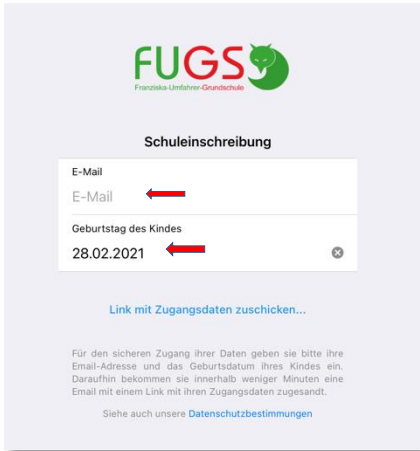 FUGS
Franziska-Umfahrer-Grundschule
Schuleinschreibung
E-Mail
E-Mail
Geburtstag des Kindes
28.02.2021
Link mit Zugangsdaten zuschicken...
Für den sicheren Zugang ihrer Daten geben sie bitte ihre
Email-Adresse und das Geburtsdatum ihres Kindes ein.
Daraufhin bekommen sie innerhalb weniger Minuten eine
Email mit einem Link mit ihren Zugangsdaten zugesandt.
Siehe auch unsere Datenschutzbestimmungen